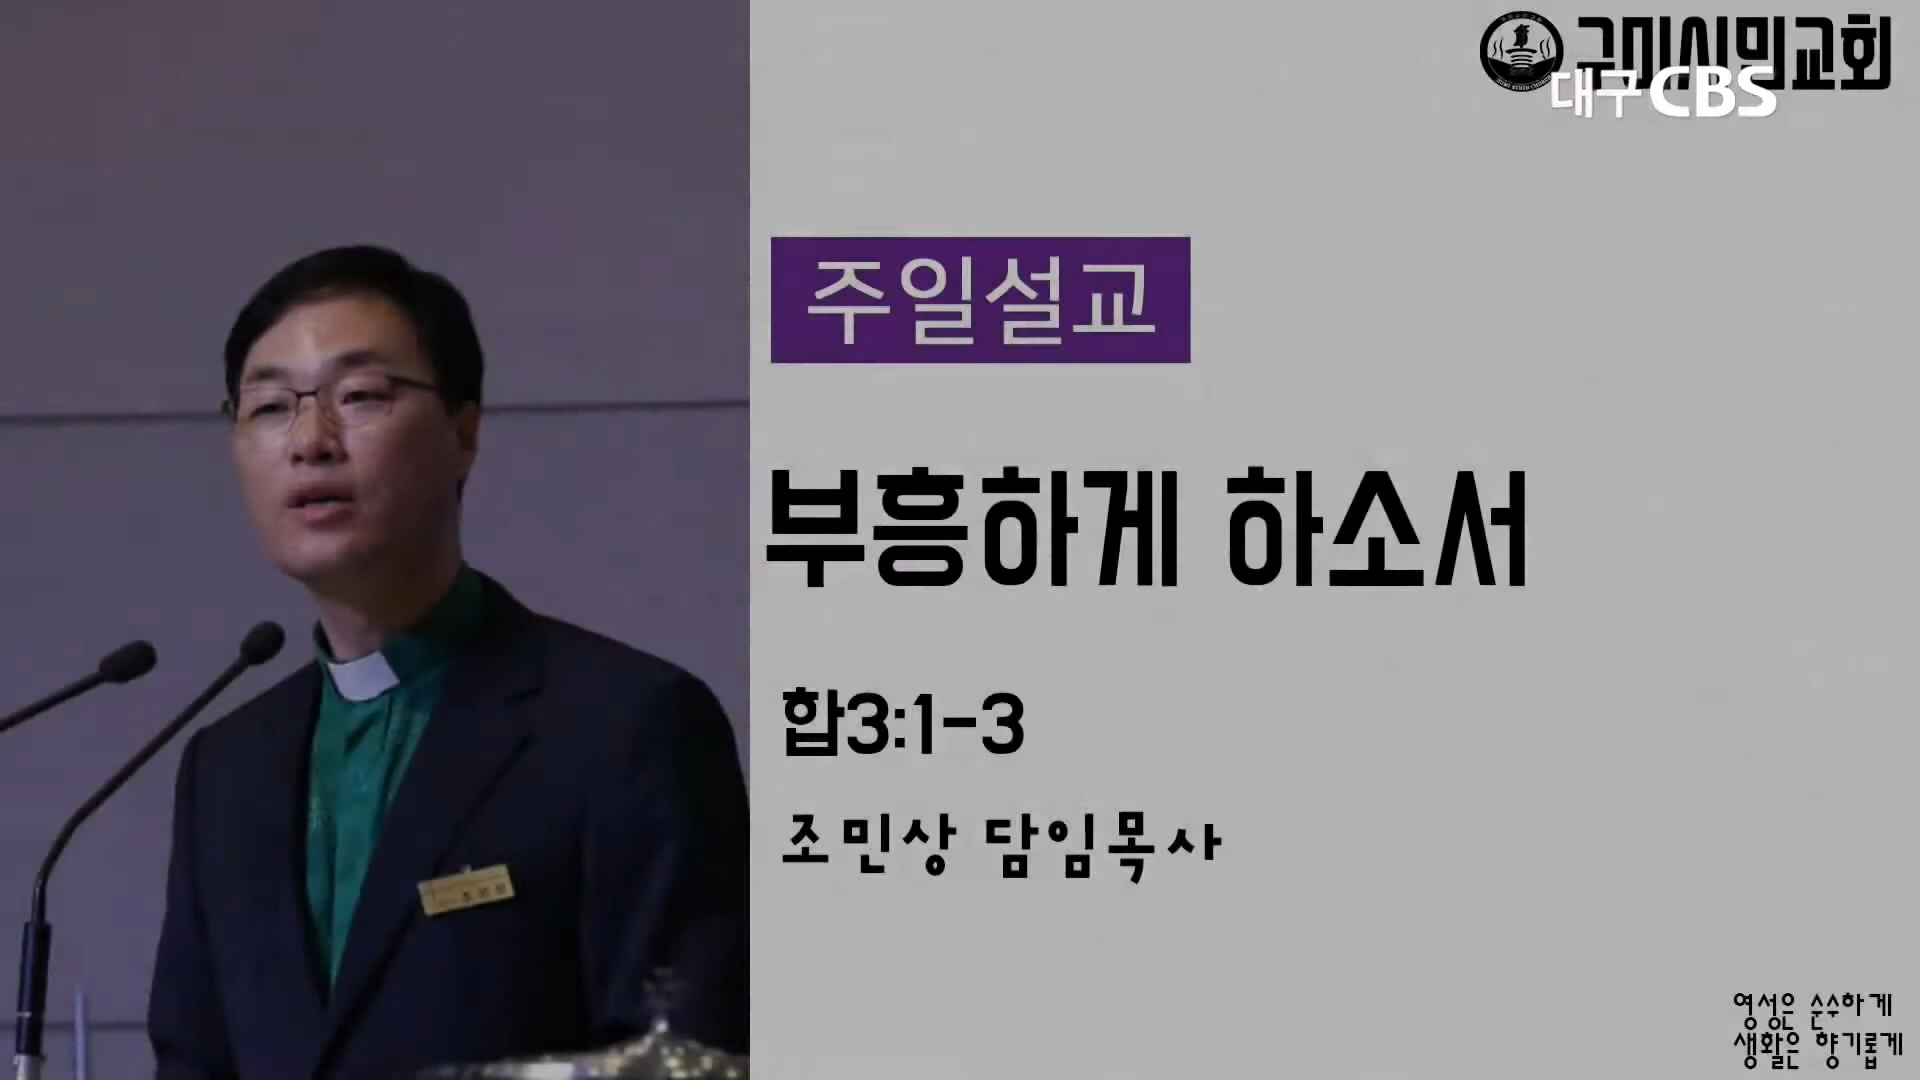 구미시민교회
대구CBS
주일설교
부흥하게 하소서
합3:1-3
조민상 담임목사
영성은 순수하게
생활은 향기롭게